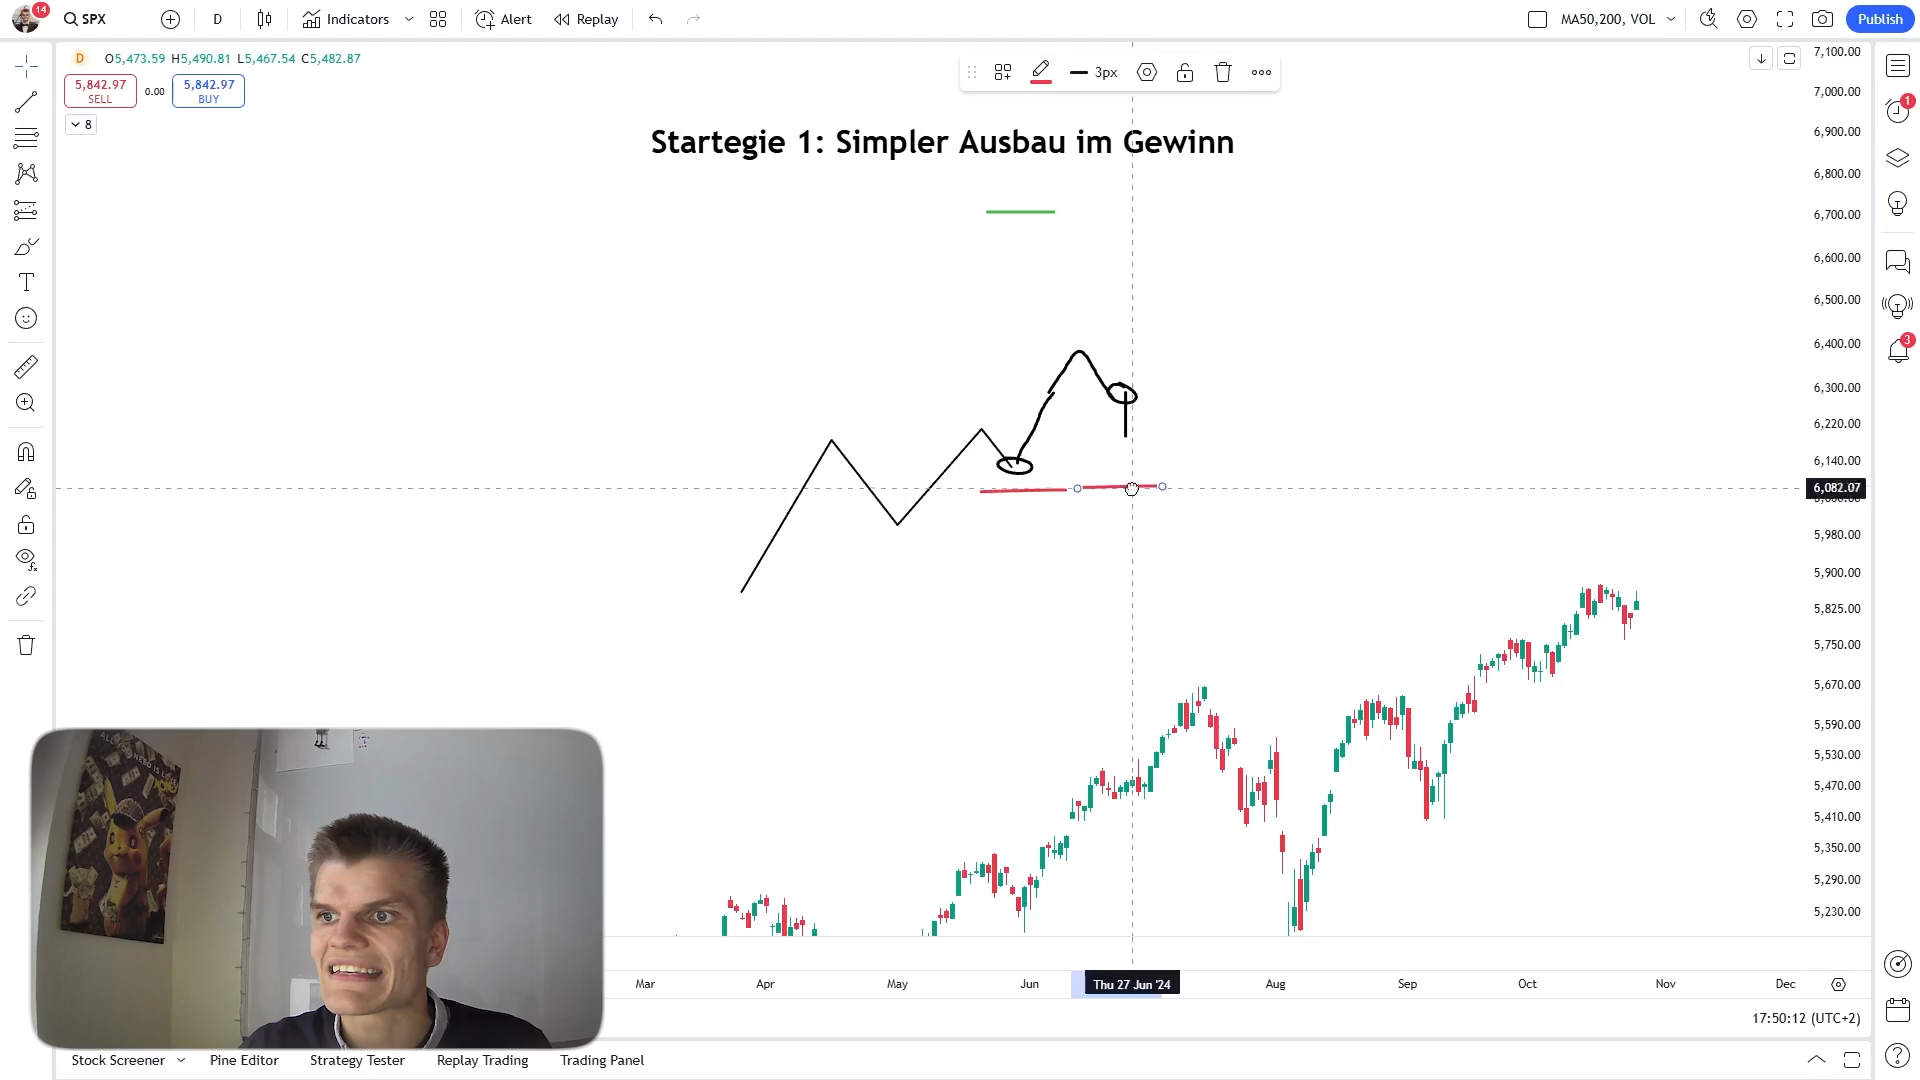 14
SPX
D
Indicators
Alert
Replay
MA50,200, VOL
Publish
D O5,473.59 H5,490.81 L5,467.54 C5,482.87
5,842.97
SELL
0.00
5,842.97
BUY
8
3px
Startegie 1: Simpler Ausbau im Gewinn
7,100.00
7,000.00
6,900.00
6,800.00
6,700.00
6,600.00
6,500.00
6,400.00
6,300.00
6,220.00
6,140.00
6,082.07
5,980.00
5,900.00
5,825.00
5,750.00
5,670.00
5,590.00
5,530.00
5,470.00
5,410.00
5,350.00
5,290.00
5,230.00
1
3
Mar
Apr
May
Jun
Thu 27 Jun '24
Aug
Sep
Oct
Nov
Dec
17:50:12 (UTC+2)
Stock Screener
Pine Editor
Strategy Tester
Replay Trading
Trading Panel